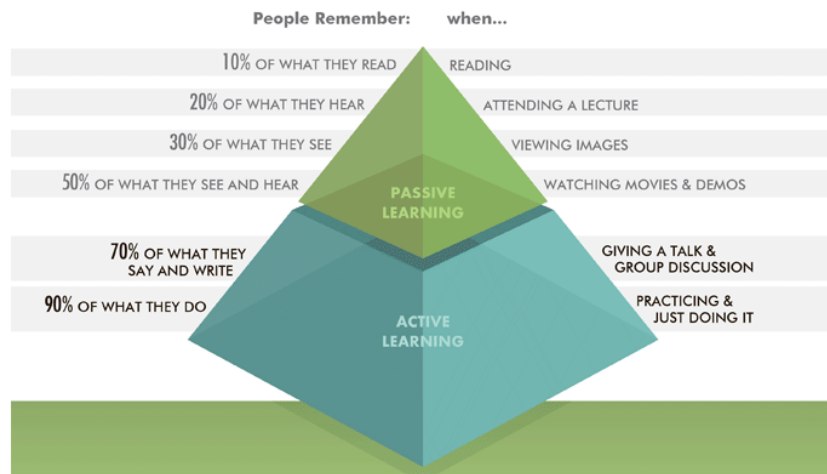 People Remember: when...
10% OF WHAT THEY READ
READING
20% OF WHAT THEY HEAR
ATTENDING A LECTURE
30% OF WHAT THEY SEE
VIEWING IMAGES
50% OF WHAT THEY SEE AND HEAR
WATCHING MOVIES & DEMOS
PASSIVE
LEARNING
70% OF WHAT THEY
SAY AND WRITE
GIVING A TALK &
GROUP DISCUSSION
90% OF WHAT THEY DO
PRACTICING &
JUST DOING IT
ACTIVE
LEARNING